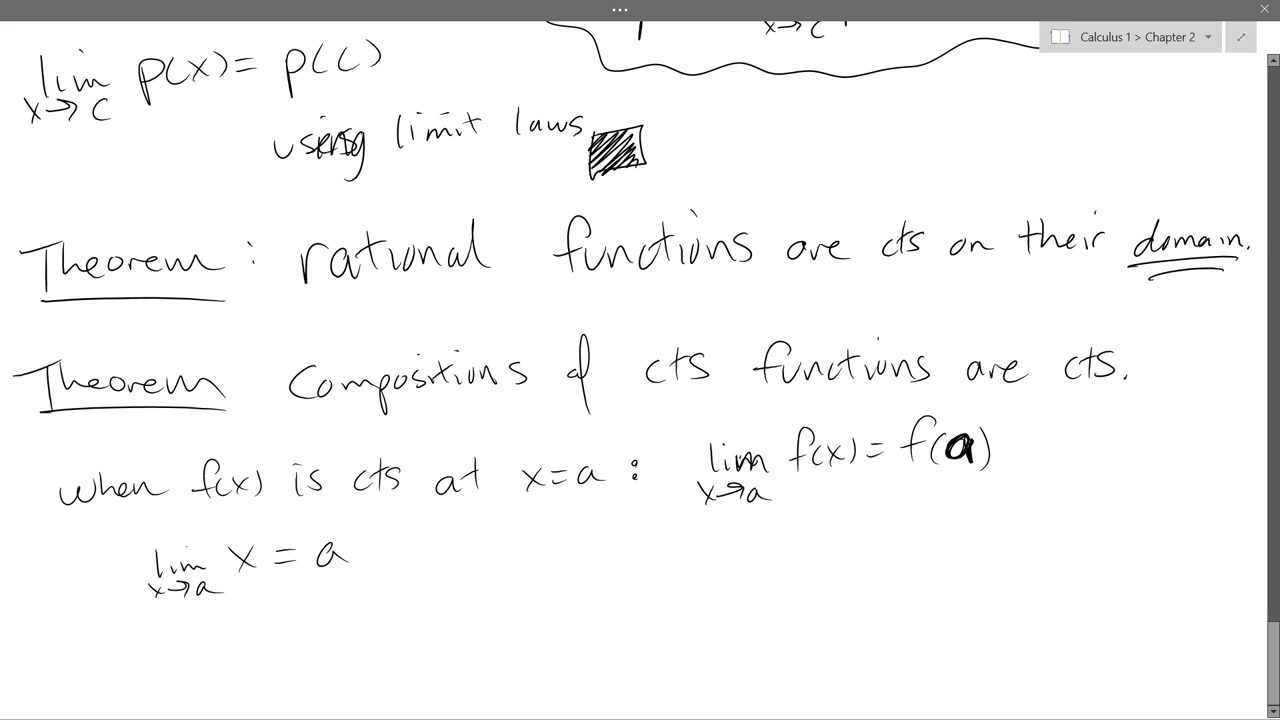 x→c
Calculus 1 > Chapter 2
lim x→c p(x) = p(c)
using limit laws
Theorem: rational functions are cts on their domain.
Theorem Compositions of cts functions are cts.
when f(x) is cts at x=a : lim x→a f(x) = f(a)
lim x→a x = a